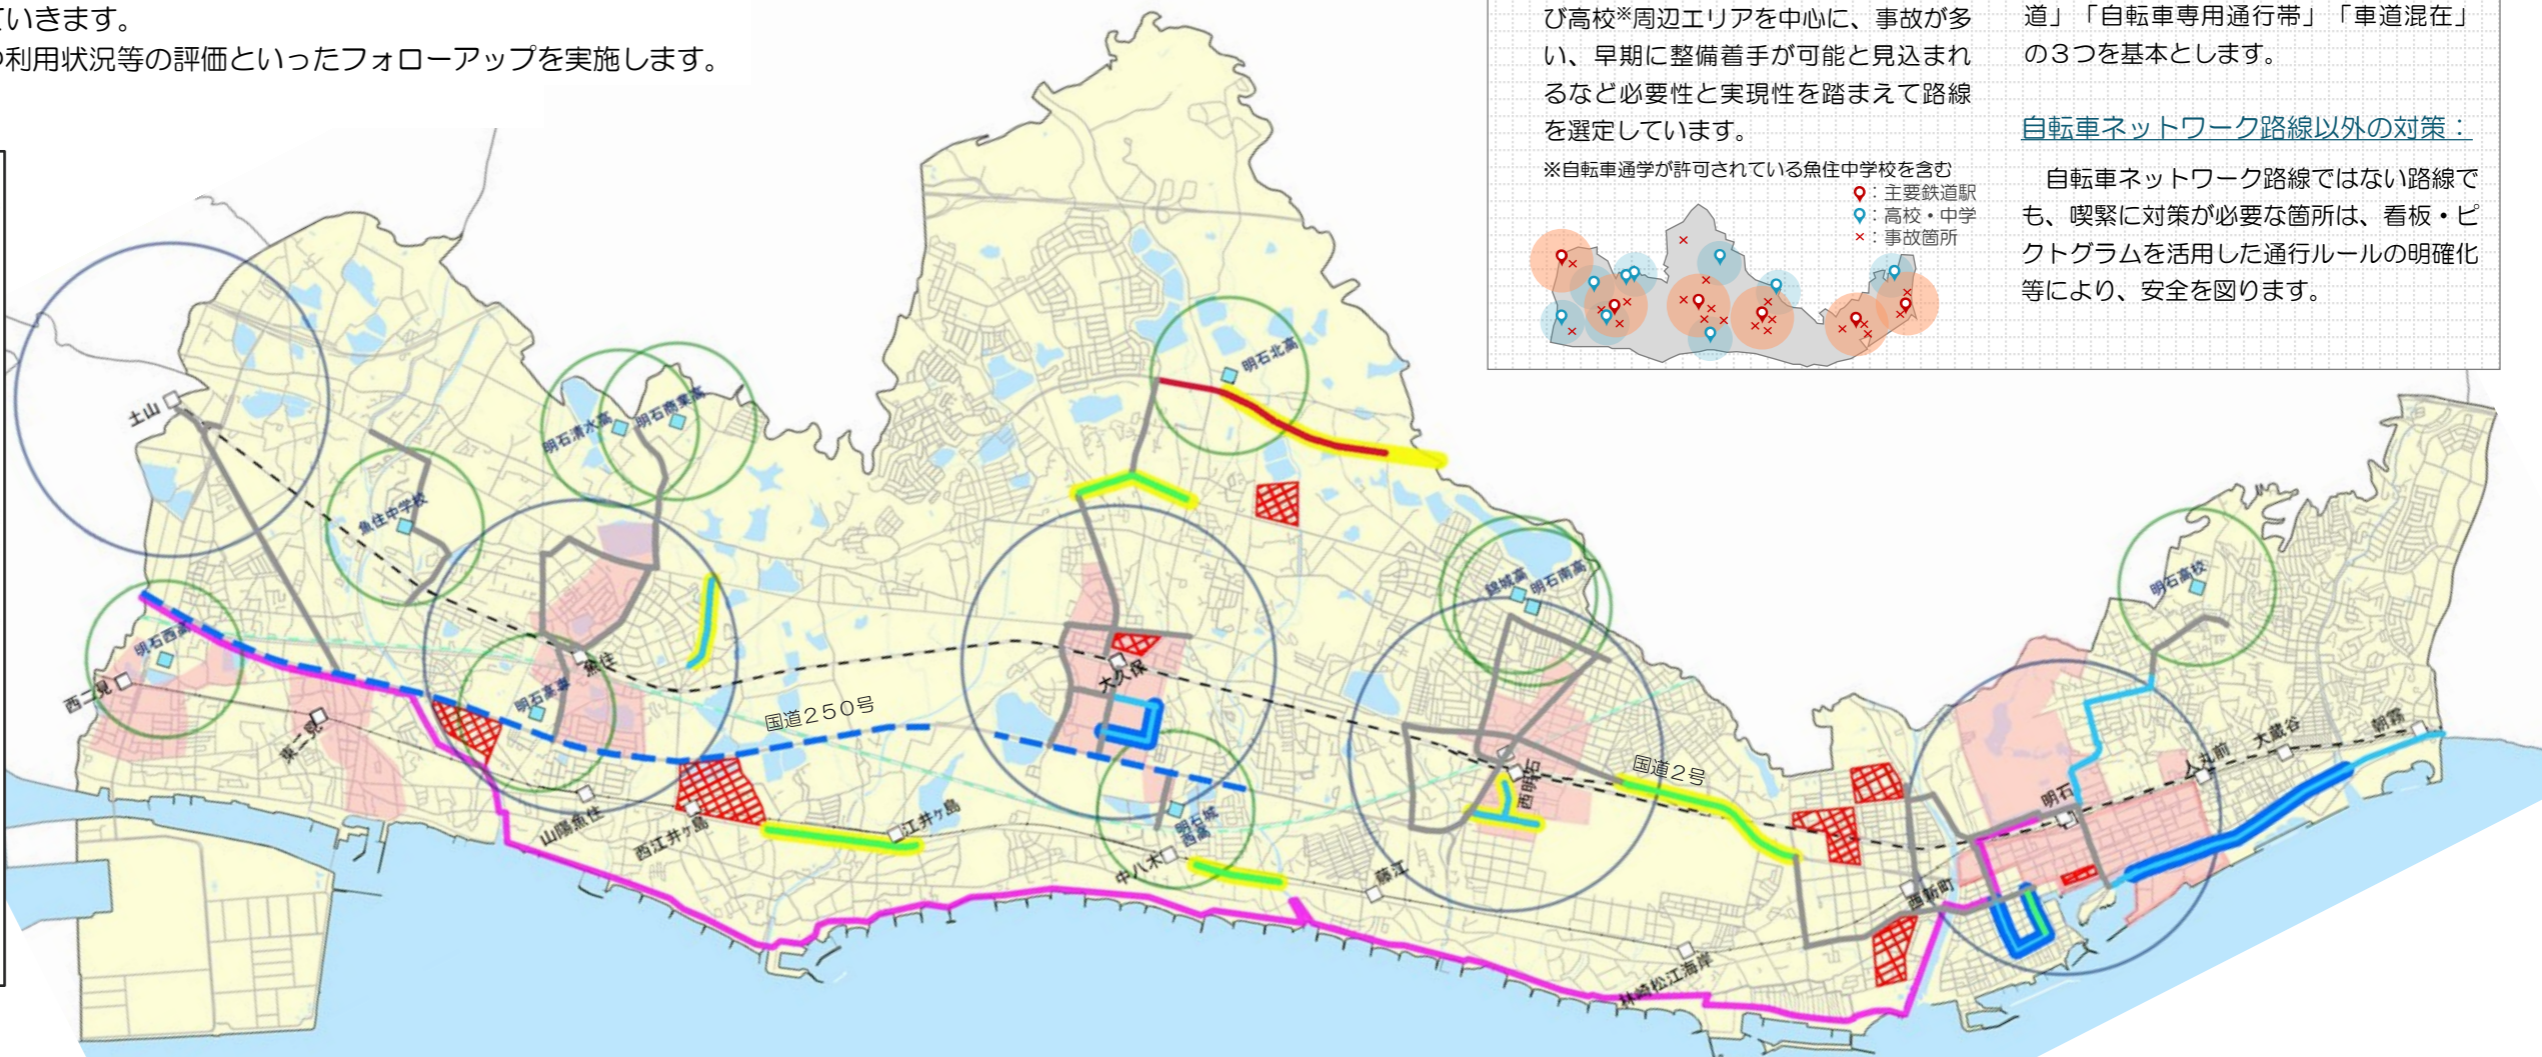 ていきます。
や利用状況等の評価といったフォローアップを実施します。
び高校※周辺エリアを中心に、事故が多
い、早期に整備着手が可能と見込まれ
るなど必要性と実現性を踏まえて路線
を選定しています。
※自転車通学が許可されている魚住中学校を含む
：主要鉄道駅
：高校・中学
：事故箇所
道」「自転車専用通行帯」「車道混在」
の３つを基本とします。
自転車ネットワーク路線以外の対策：
自転車ネットワーク路線ではない路線で
も、喫緊に対策が必要な箇所は、看板・ピ
クトグラムを活用した通行ルールの明確化
等により、安全を図ります。
土山
明石清水高
明石商業高
明石北高
魚住中学校
錦城高
明石南高
明石高校
明石西高
西二見
東二見
魚住
明石高専
国道２５０号
大久保
山陽魚住
西江井ヶ島
江井ヶ島
中八木
明石城
西高
藤江
西明石
国道２号
林崎松江海岸
西新町
明石
人丸前
大蔵谷
朝霧